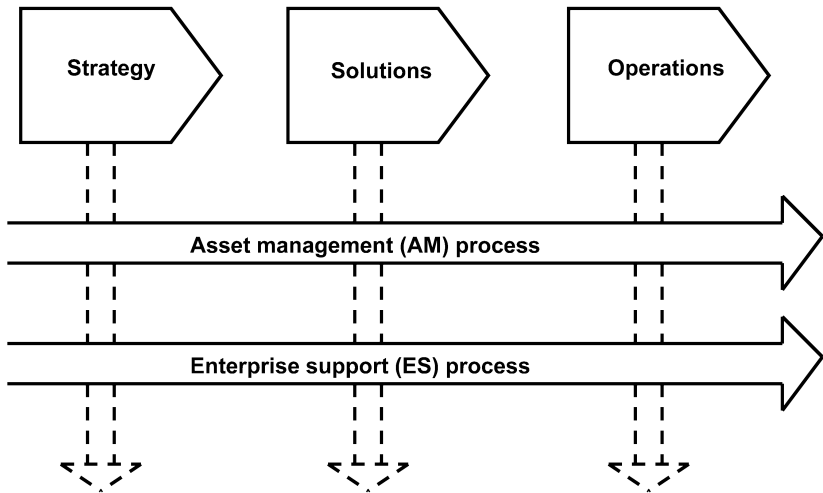 Strategy
Solutions
Operations
Asset management (AM) process
Enterprise support (ES) process